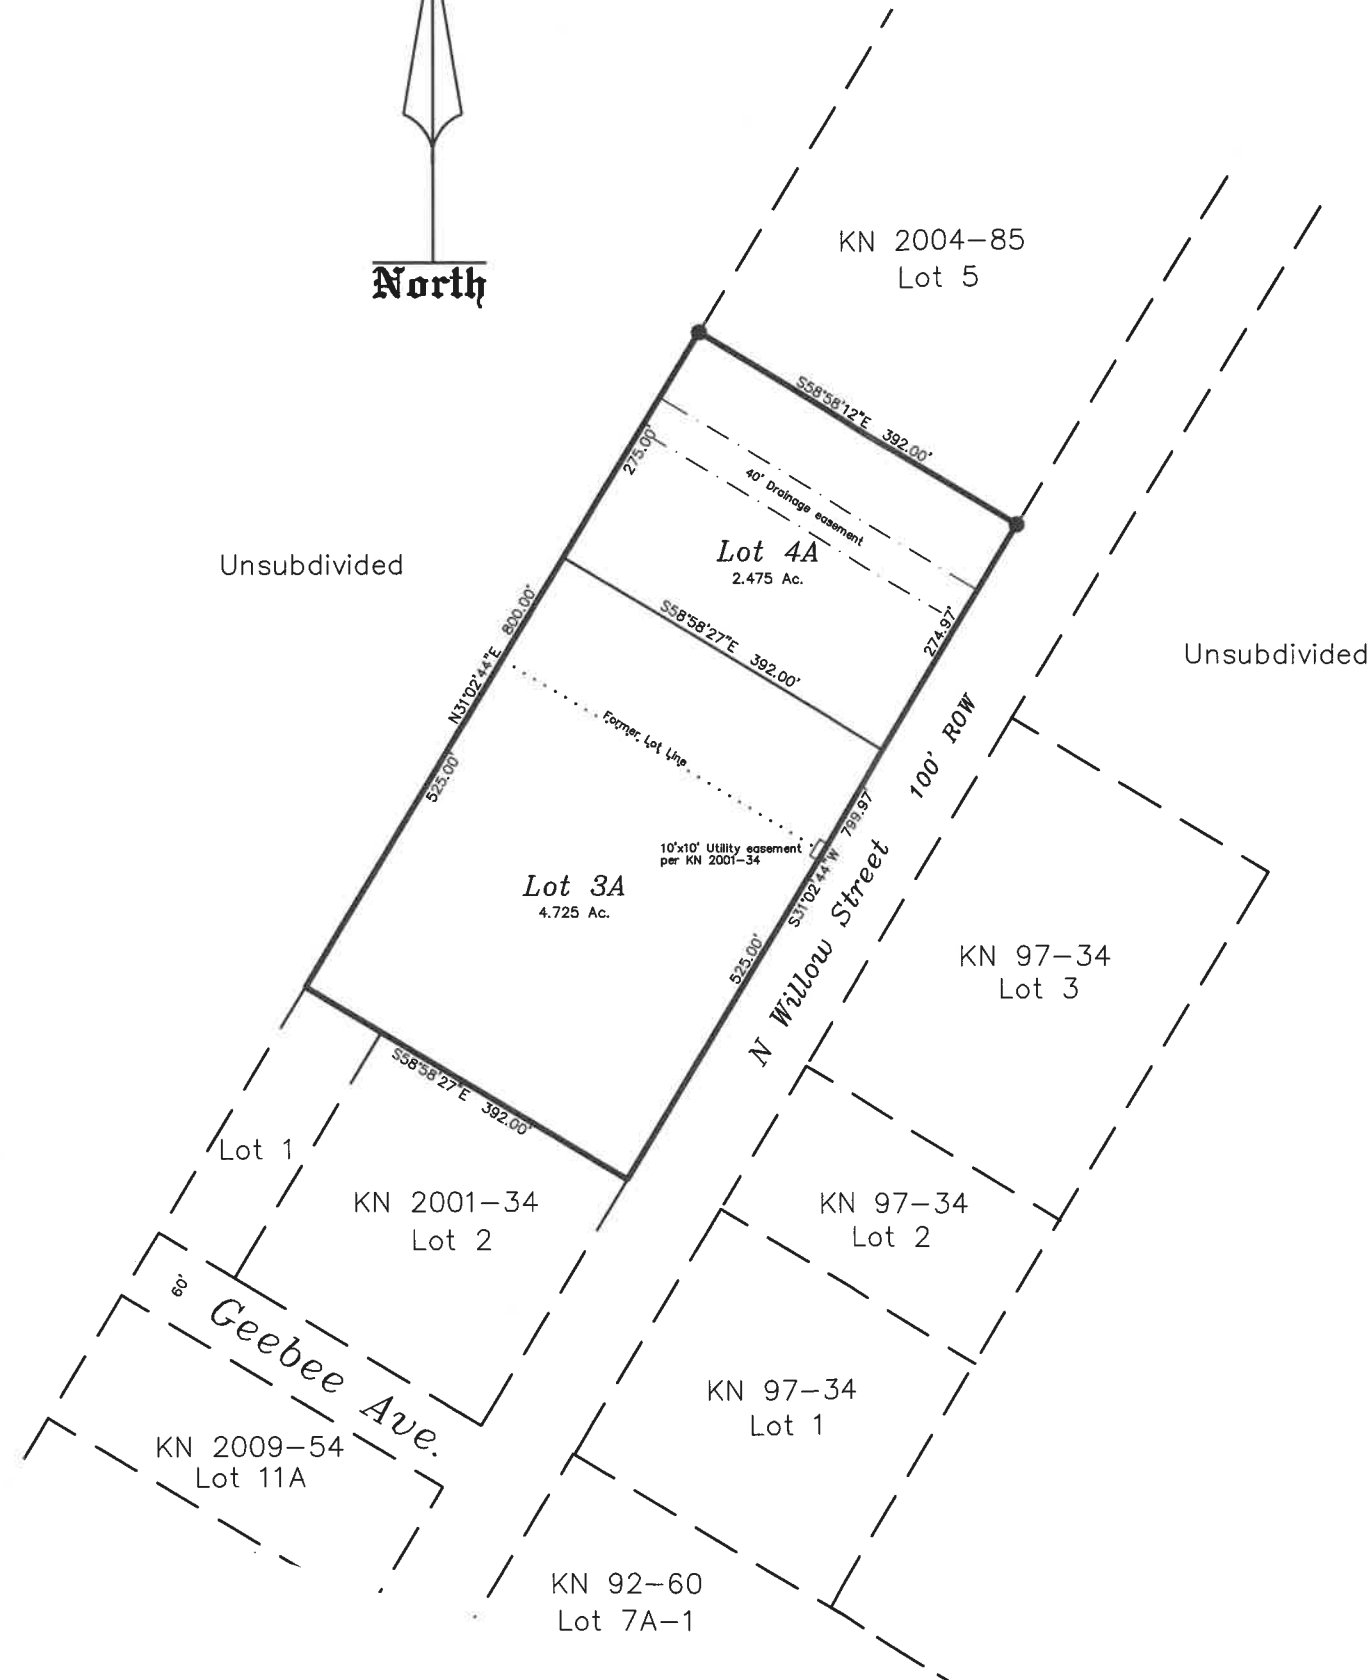 North
KN 2004-85
Lot 5
S58°58'12"E 392.00'
275.00'
40' Drainage easement
Lot 4A
2.475 Ac.
Unsubdivided
S58°58'27"E 392.00'
274.97'
N31°02'44"E 800.00'
Unsubdivided
Former Lot Line
100' ROW
525.00'
S31°02'44"W 799.97'
10'x10' Utility easement
per KN 2001-34
Lot 3A
4.725 Ac.
N Willow Street
525.00'
KN 97-34
Lot 3
S58°58'27"E 392.00'
Lot 1
KN 2001-34
Lot 2
KN 97-34
Lot 2
60'
Geebee Ave.
KN 97-34
Lot 1
KN 2009-54
Lot 11A
KN 92-60
Lot 7A-1